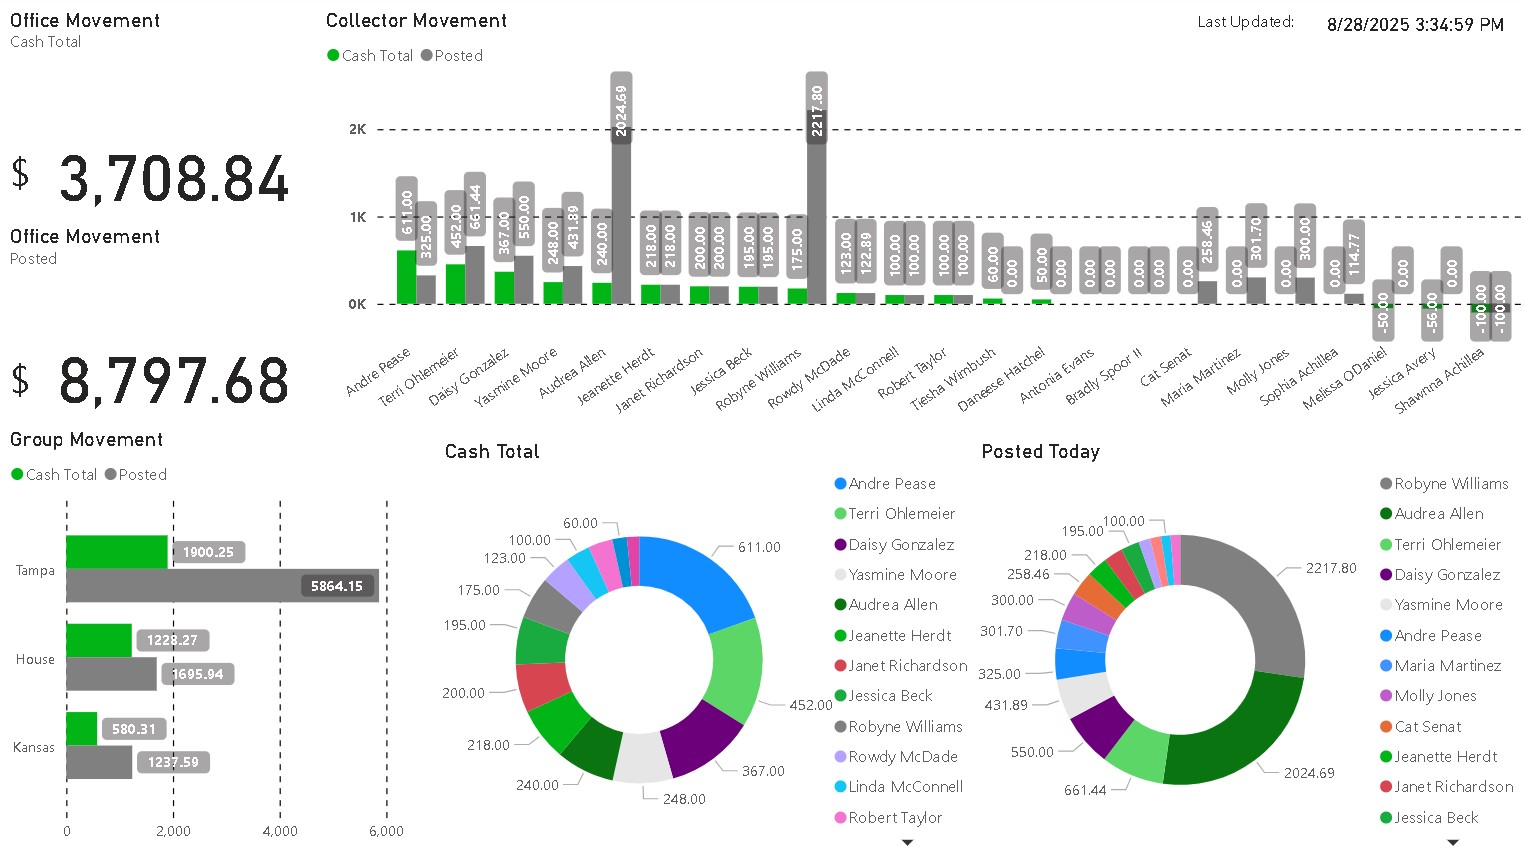 Office Movement
Cash Total
$ 3,708.84
Office Movement
Posted
$ 8,797.68
Collector Movement
Last Updated: 8/28/2025 3:34:59 PM
Cash Total Posted
2K
1K
0K
611.00 325.00 452.00 661.44 367.00 550.00 248.00 431.89 240.00 2024.69 218.00 218.00 200.00 200.00 195.00 195.00 175.00 2217.80 123.00 122.89 100.00 100.00 100.00 100.00 60.00 0.00 50.00 0.00 0.00 0.00 0.00 0.00 0.00 258.46 0.00 301.70 0.00 300.00 0.00 114.77 -50.00 0.00 -56.00 0.00 -100.00 -100.00
Andre Pease Terri Ohlemeier Daisy Gonzalez Yasmine Moore Audrea Allen Jeanette Herdt Janet Richardson Jessica Beck Robyne Williams Rowdy McDade Linda McConnell Robert Taylor Tiesha Wimbush Daneese Hatchel Antonia Evans Bradly Spoor II Cat Senat Maria Martinez Molly Jones Sophia Achillea Melissa ODaniel Jessica Avery Shawnna Achillea
Group Movement
Cash Total Posted
Tampa
1900.25
5864.15
House
1228.27
1695.94
Kansas
580.31
1237.59
0 2,000 4,000 6,000
Cash Total
611.00
452.00
367.00
248.00
240.00
218.00
200.00
195.00
175.00
123.00
100.00
60.00
Andre Pease
Terri Ohlemeier
Daisy Gonzalez
Yasmine Moore
Audrea Allen
Jeanette Herdt
Janet Richardson
Jessica Beck
Robyne Williams
Rowdy McDade
Linda McConnell
Robert Taylor
Posted Today
2217.80
2024.69
661.44
550.00
431.89
325.00
301.70
300.00
258.46
218.00
195.00
100.00
Robyne Williams
Audrea Allen
Terri Ohlemeier
Daisy Gonzalez
Yasmine Moore
Andre Pease
Maria Martinez
Molly Jones
Cat Senat
Jeanette Herdt
Janet Richardson
Jessica Beck